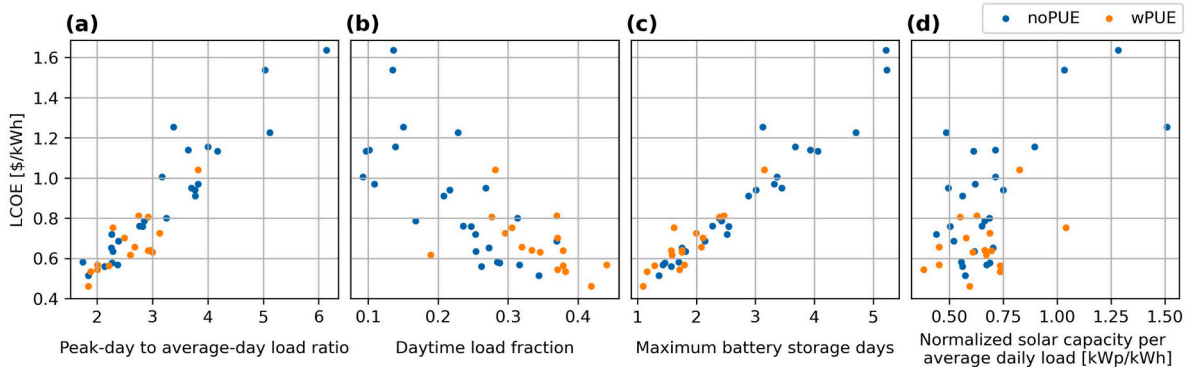 (a)
(b)
(c)
(d)
noPUE
wPUE
LCOE [$/kWh]
1.6
1.4
1.2
1.0
0.8
0.6
0.4
2 3 4 5 6
0.1 0.2 0.3 0.4
1 2 3 4 5
0.50 0.75 1.00 1.25 1.50
Peak-day to average-day load ratio
Daytime load fraction
Maximum battery storage days
Normalized solar capacity per
average daily load [kWp/kWh]